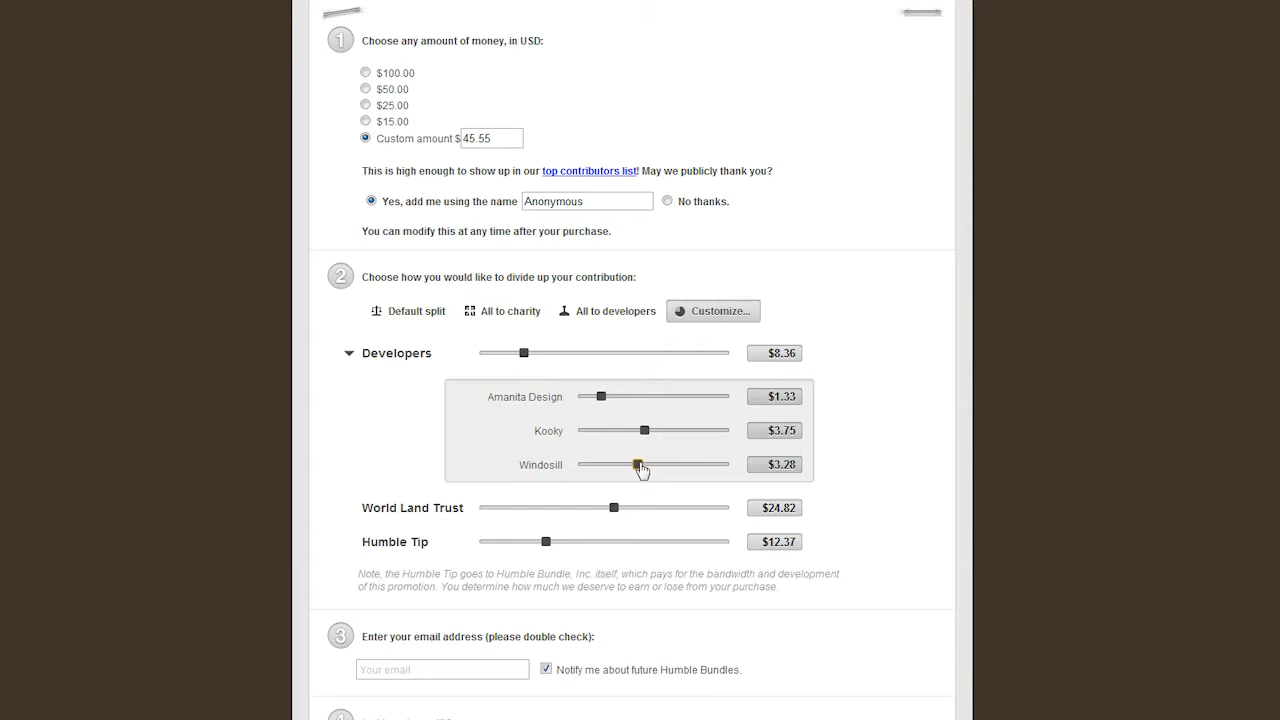 1 Choose any amount of money, in USD:
$100.00
$50.00
$25.00
$15.00
Custom amount $ 45.55
This is high enough to show up in our top contributors list! May we publicly thank you?
Yes, add me using the name Anonymous No thanks.
You can modify this at any time after your purchase.
2 Choose how you would like to divide up your contribution:
Default split All to charity All to developers Customize...
Developers $8.36
Amanita Design $1.33
Kooky $3.75
Windosill $3.28
World Land Trust $24.82
Humble Tip $12.37
Note, the Humble Tip goes to Humble Bundle, Inc. itself, which pays for the bandwidth and development
of this promotion. You determine how much we deserve to earn or lose from your purchase.
3 Enter your email address (please double check):
Your email Notify me about future Humble Bundles.